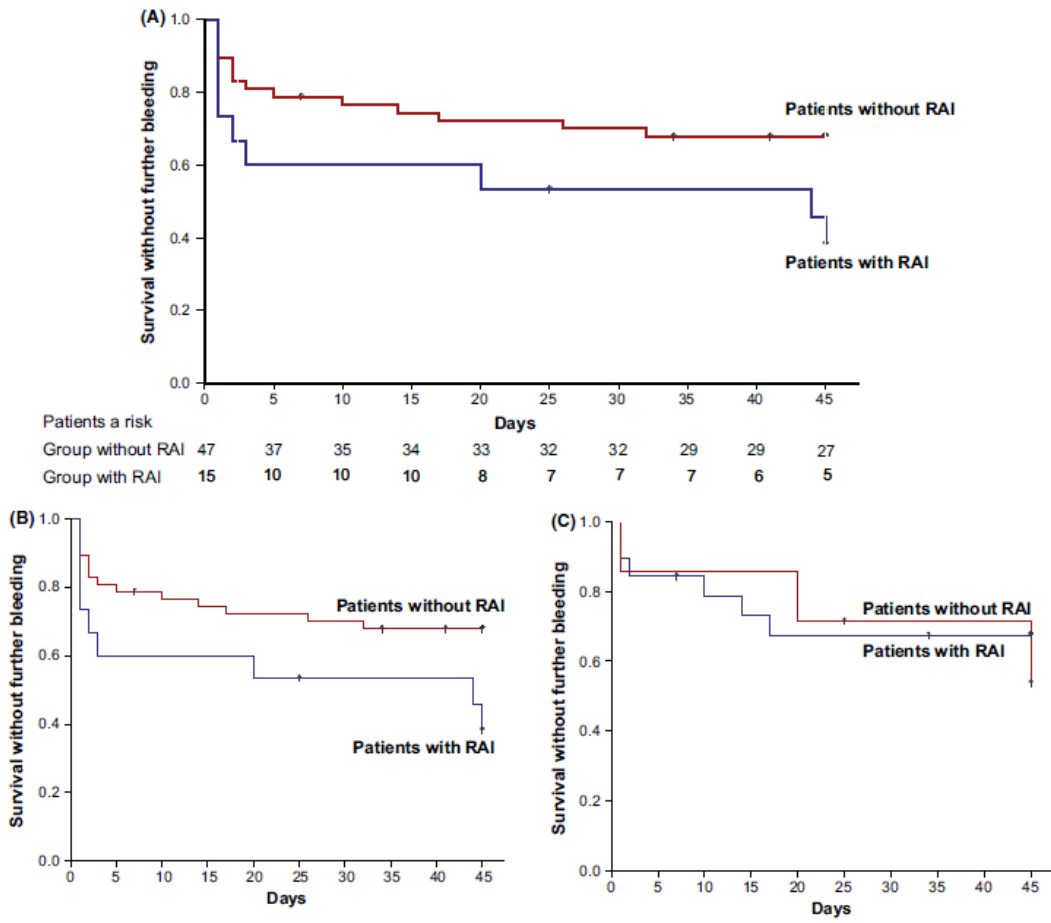 (A)
Survival withhout further bleeding
1.0
0.8
0.6
0.4
0.2
0.0
Patients without RAI
Patients with RAI
0 5 10 15 20 25 30 35 40 45
Days
Patients a risk
Group without RAI 47 37 35 34 33 32 32 29 29 27
Group with RAI 15 10 10 10 8 7 7 7 6 5
(B)
Survival without further bleeding
1.0
0.8
0.6
0.4
0.2
0.0
Patients without RAI
Patients with RAI
0 5 10 15 20 25 30 35 40 45
Days
(C)
Survival without further bleeding
1.0
0.8
0.6
0.4
0.2
0.0
Patients without RAI
Patients with RAI
0 5 10 15 20 25 30 35 40 45
Days